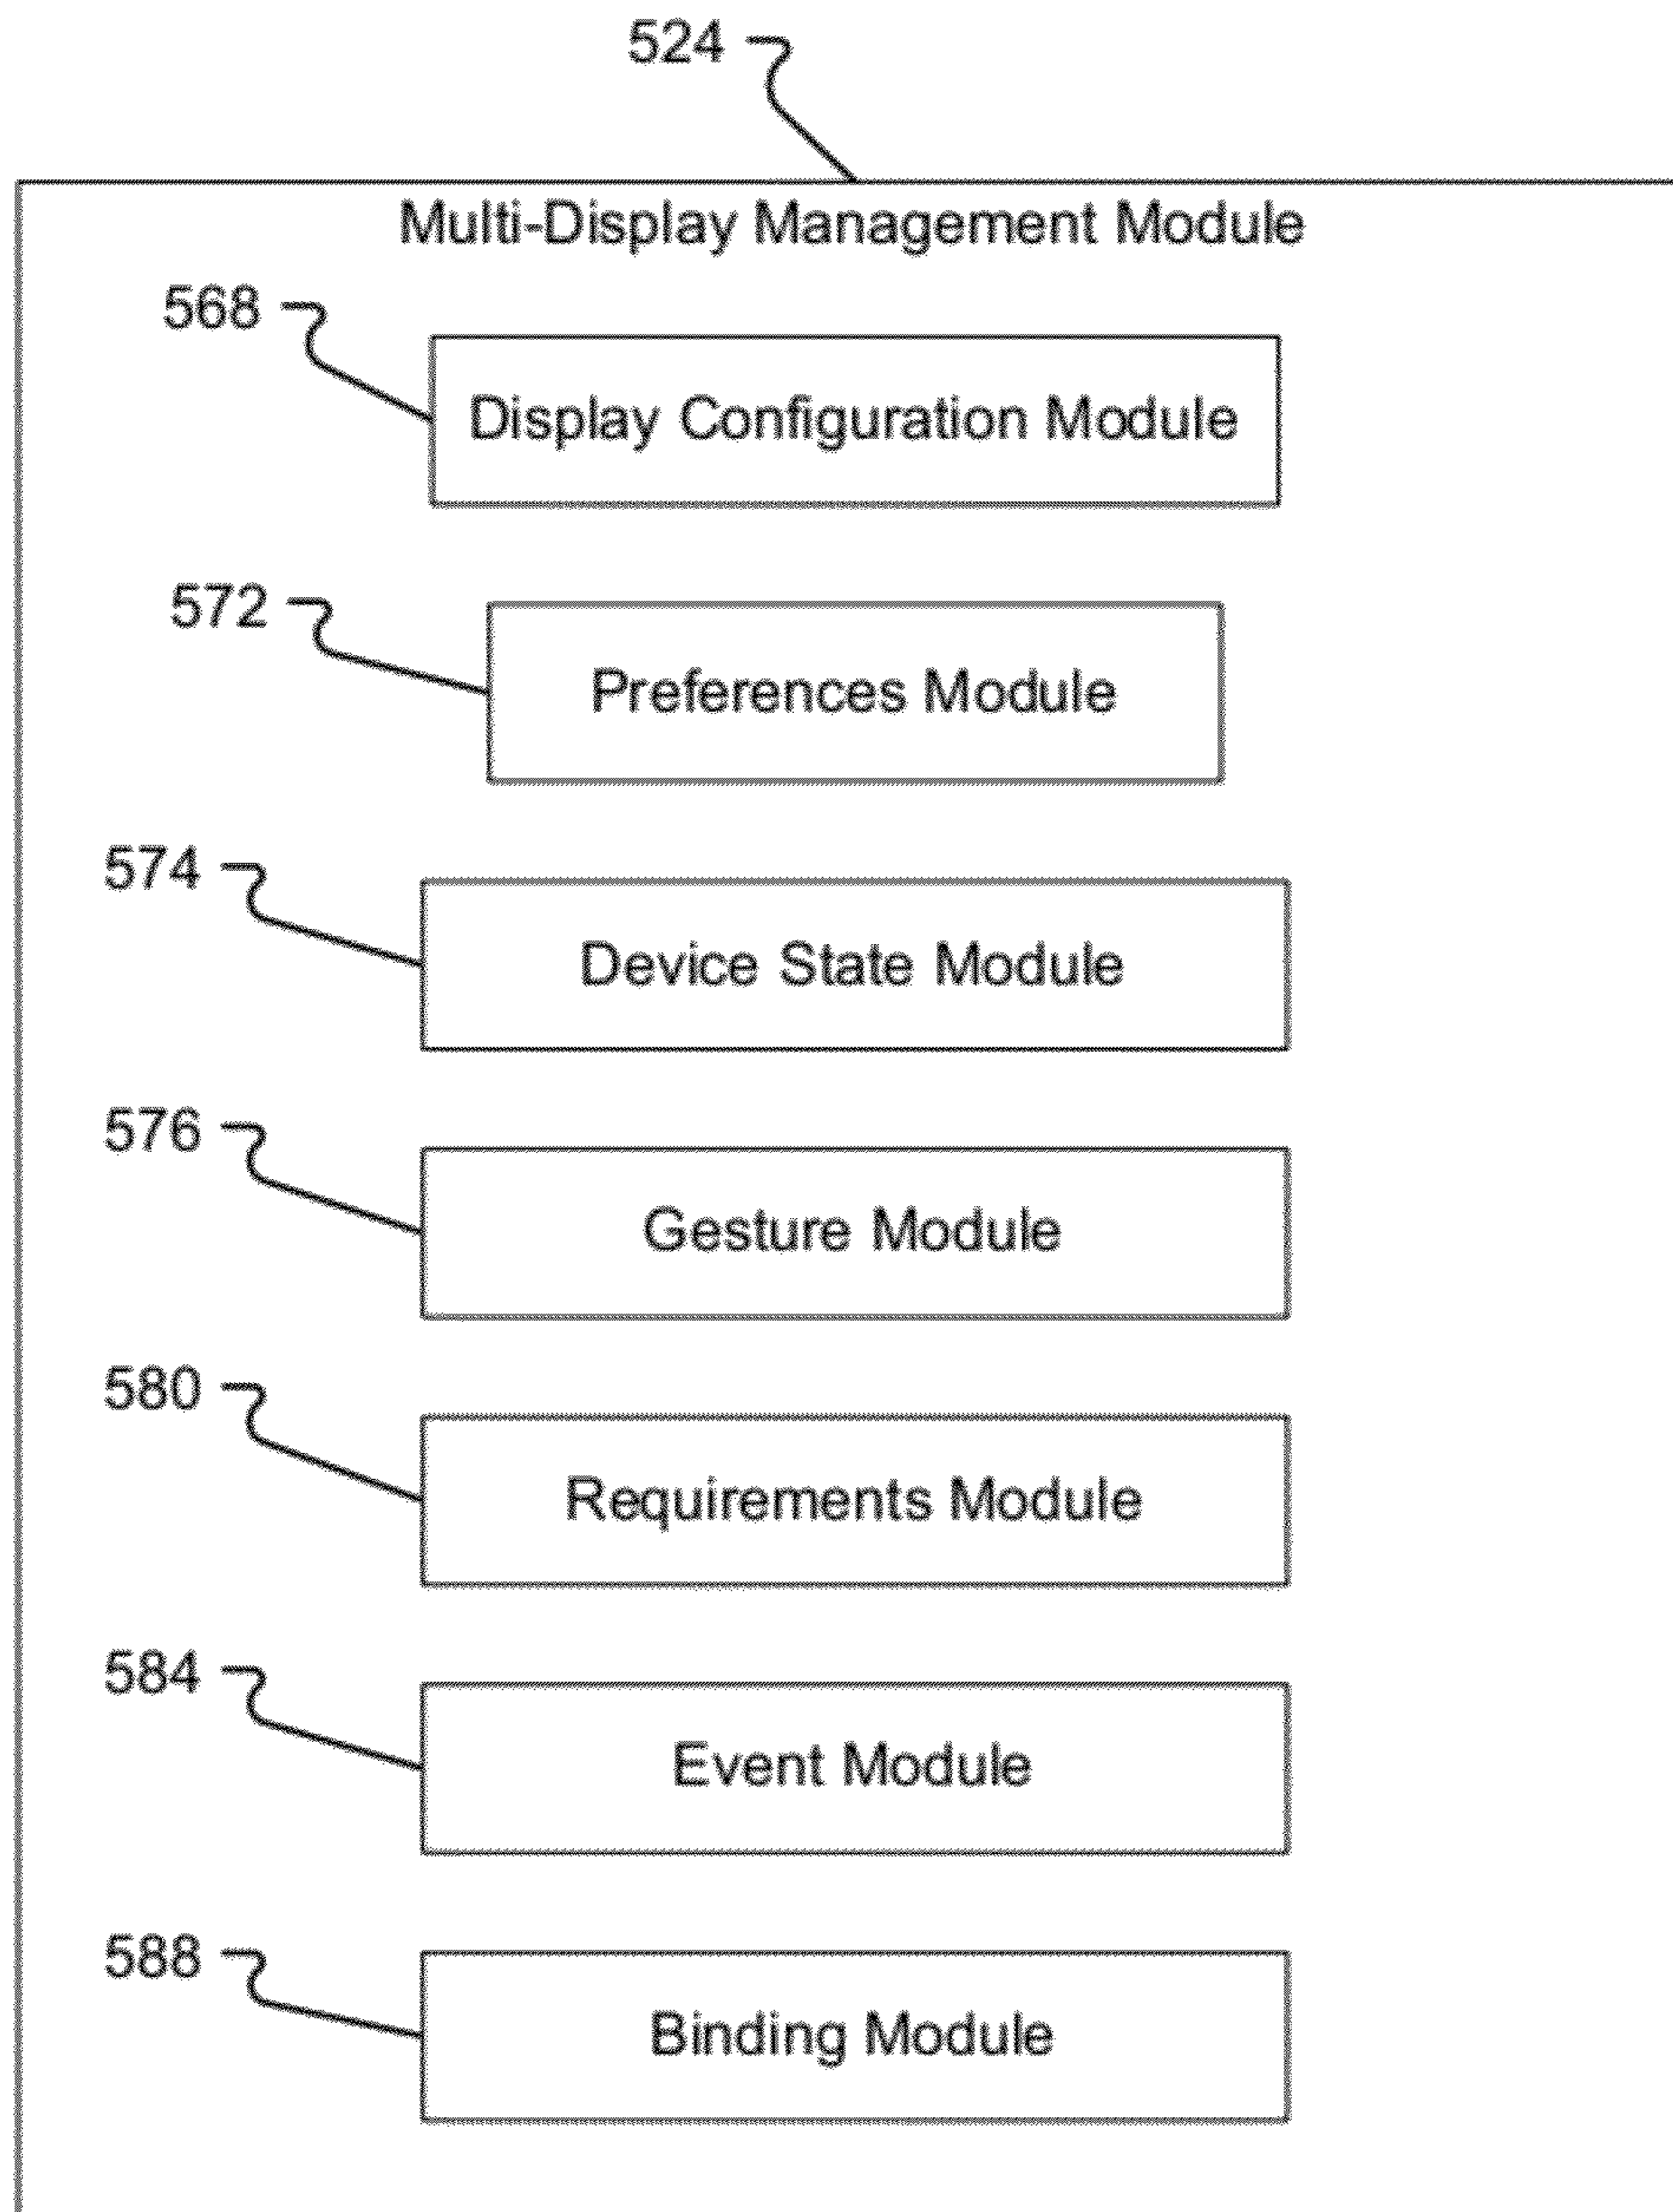 524
Multi-Display Management Module
568
Display Configuration Module
572
Preferences Module
574
Device State Module
576
Gesture Module
580
Requirements Module
584
Event Module
588
Binding Module